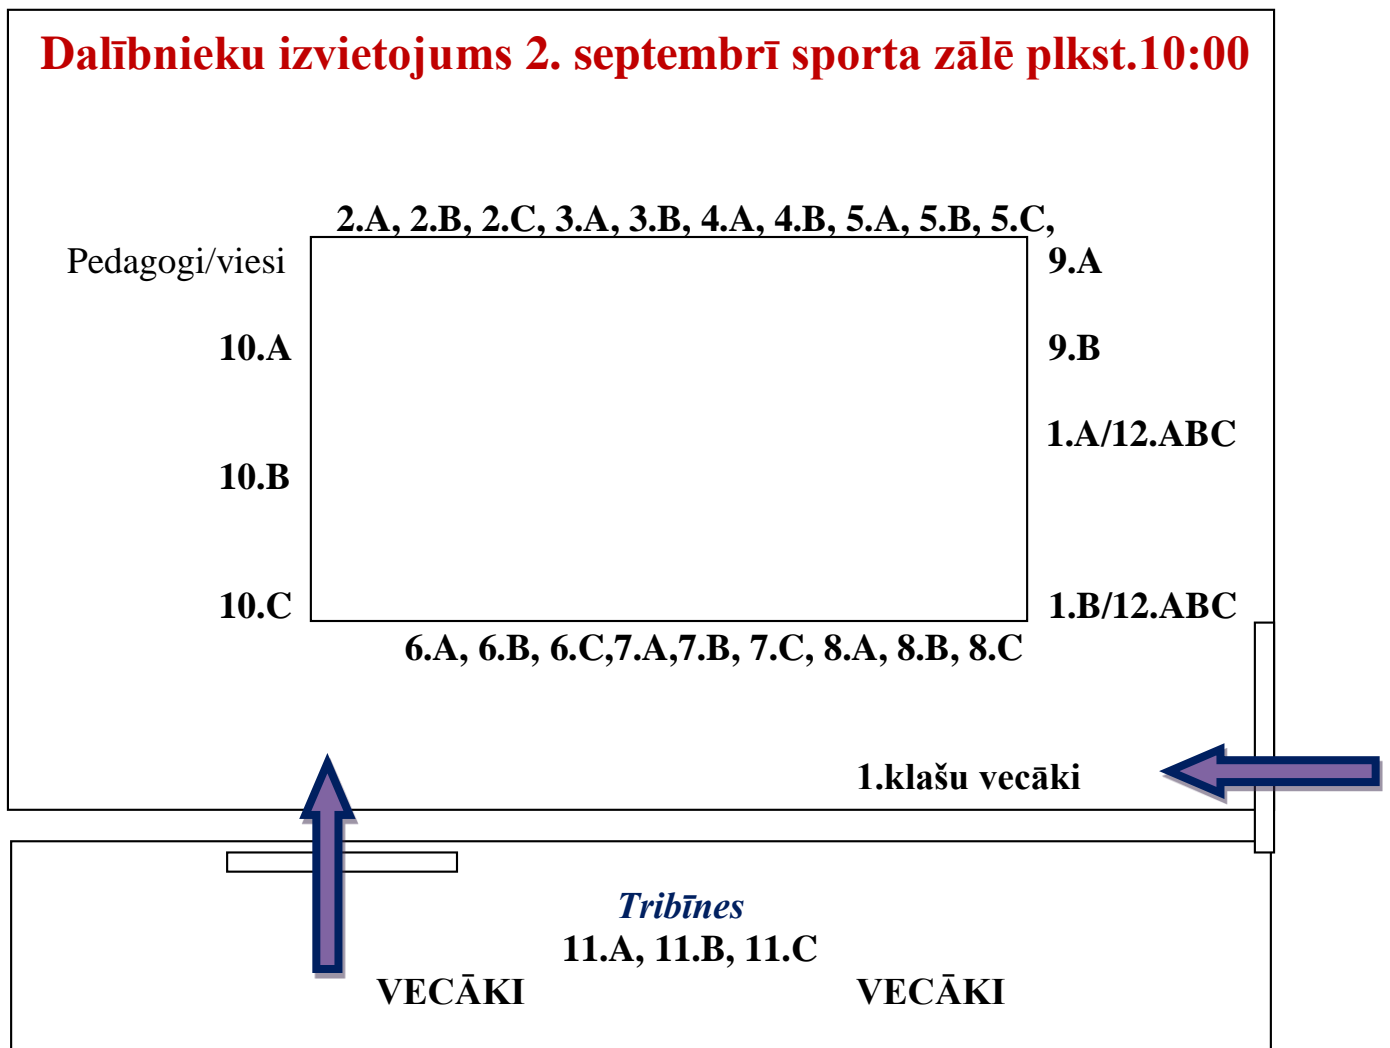 Dalībnieku izvietojums 2. septembrī sporta zālē plkst.10:00
2.A, 2.B, 2.C, 3.A, 3.B, 4.A, 4.B, 5.A, 5.B, 5.C,
Pedagogi/viesi
9.A
10.A
9.B
1.A/12.ABC
10.B
10.C
1.B/12.ABC
6.A, 6.B, 6.C,7.A,7.B, 7.C, 8.A, 8.B, 8.C
1.klašu vecāki
Tribīnes
11.A, 11.B, 11.C
VECĀKI VECĀKI